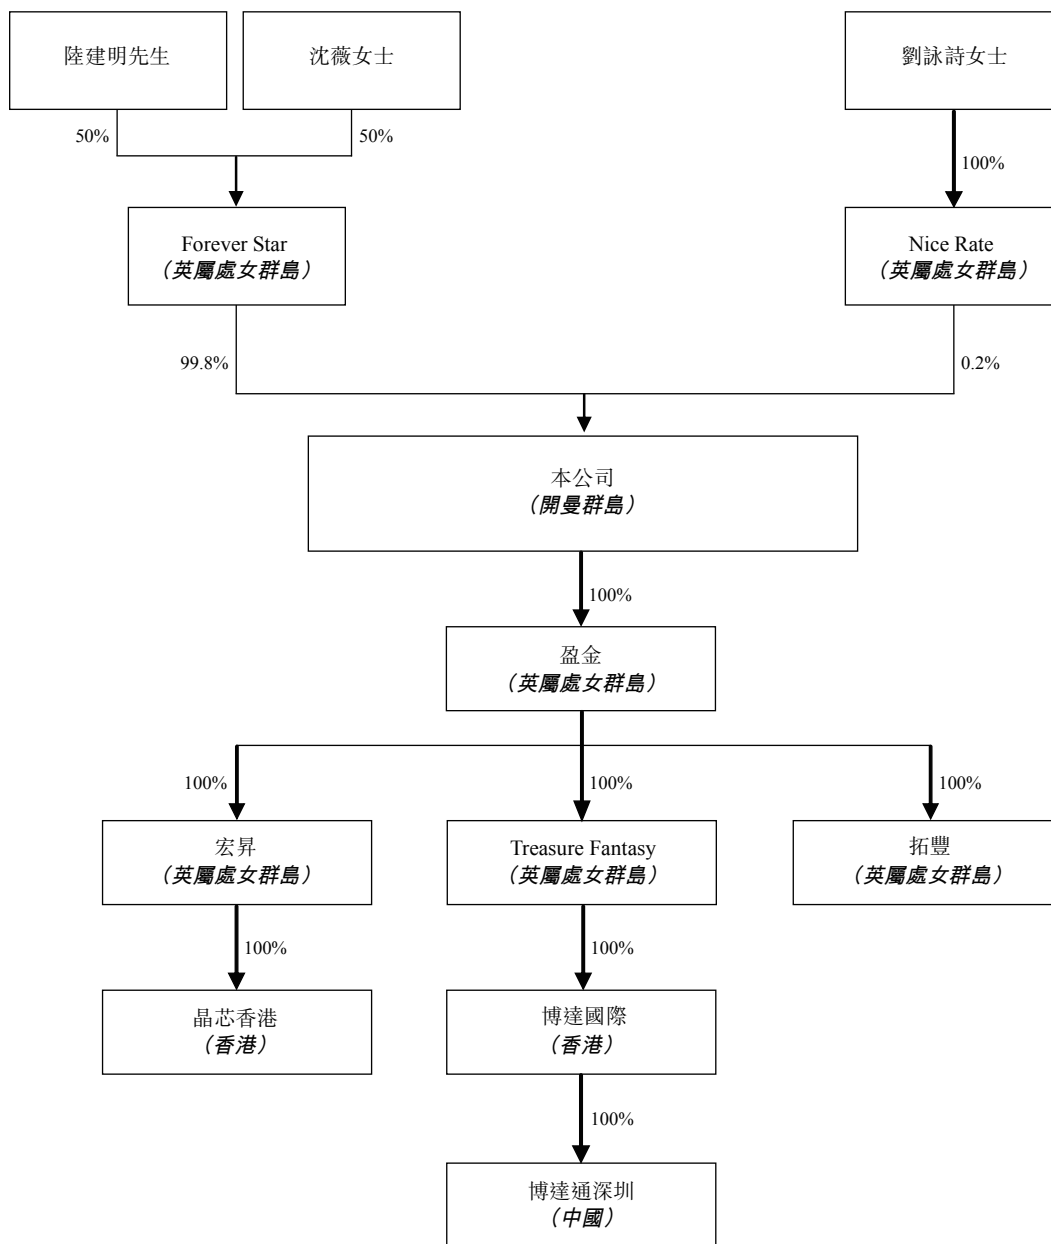 陸建明先生
沈薇女士
劉詠詩女士
50%
50%
100%
Forever Star
（英屬處女群島）
Nice Rate
（英屬處女群島）
99.8%
0.2%
本公司
（開曼群島）
100%
盈金
（英屬處女群島）
100%
100%
100%
宏昇
（英屬處女群島）
Treasure Fantasy
（英屬處女群島）
拓豐
（英屬處女群島）
100%
100%
晶芯香港
（香港）
博達國際
（香港）
100%
博達通深圳
（中國）